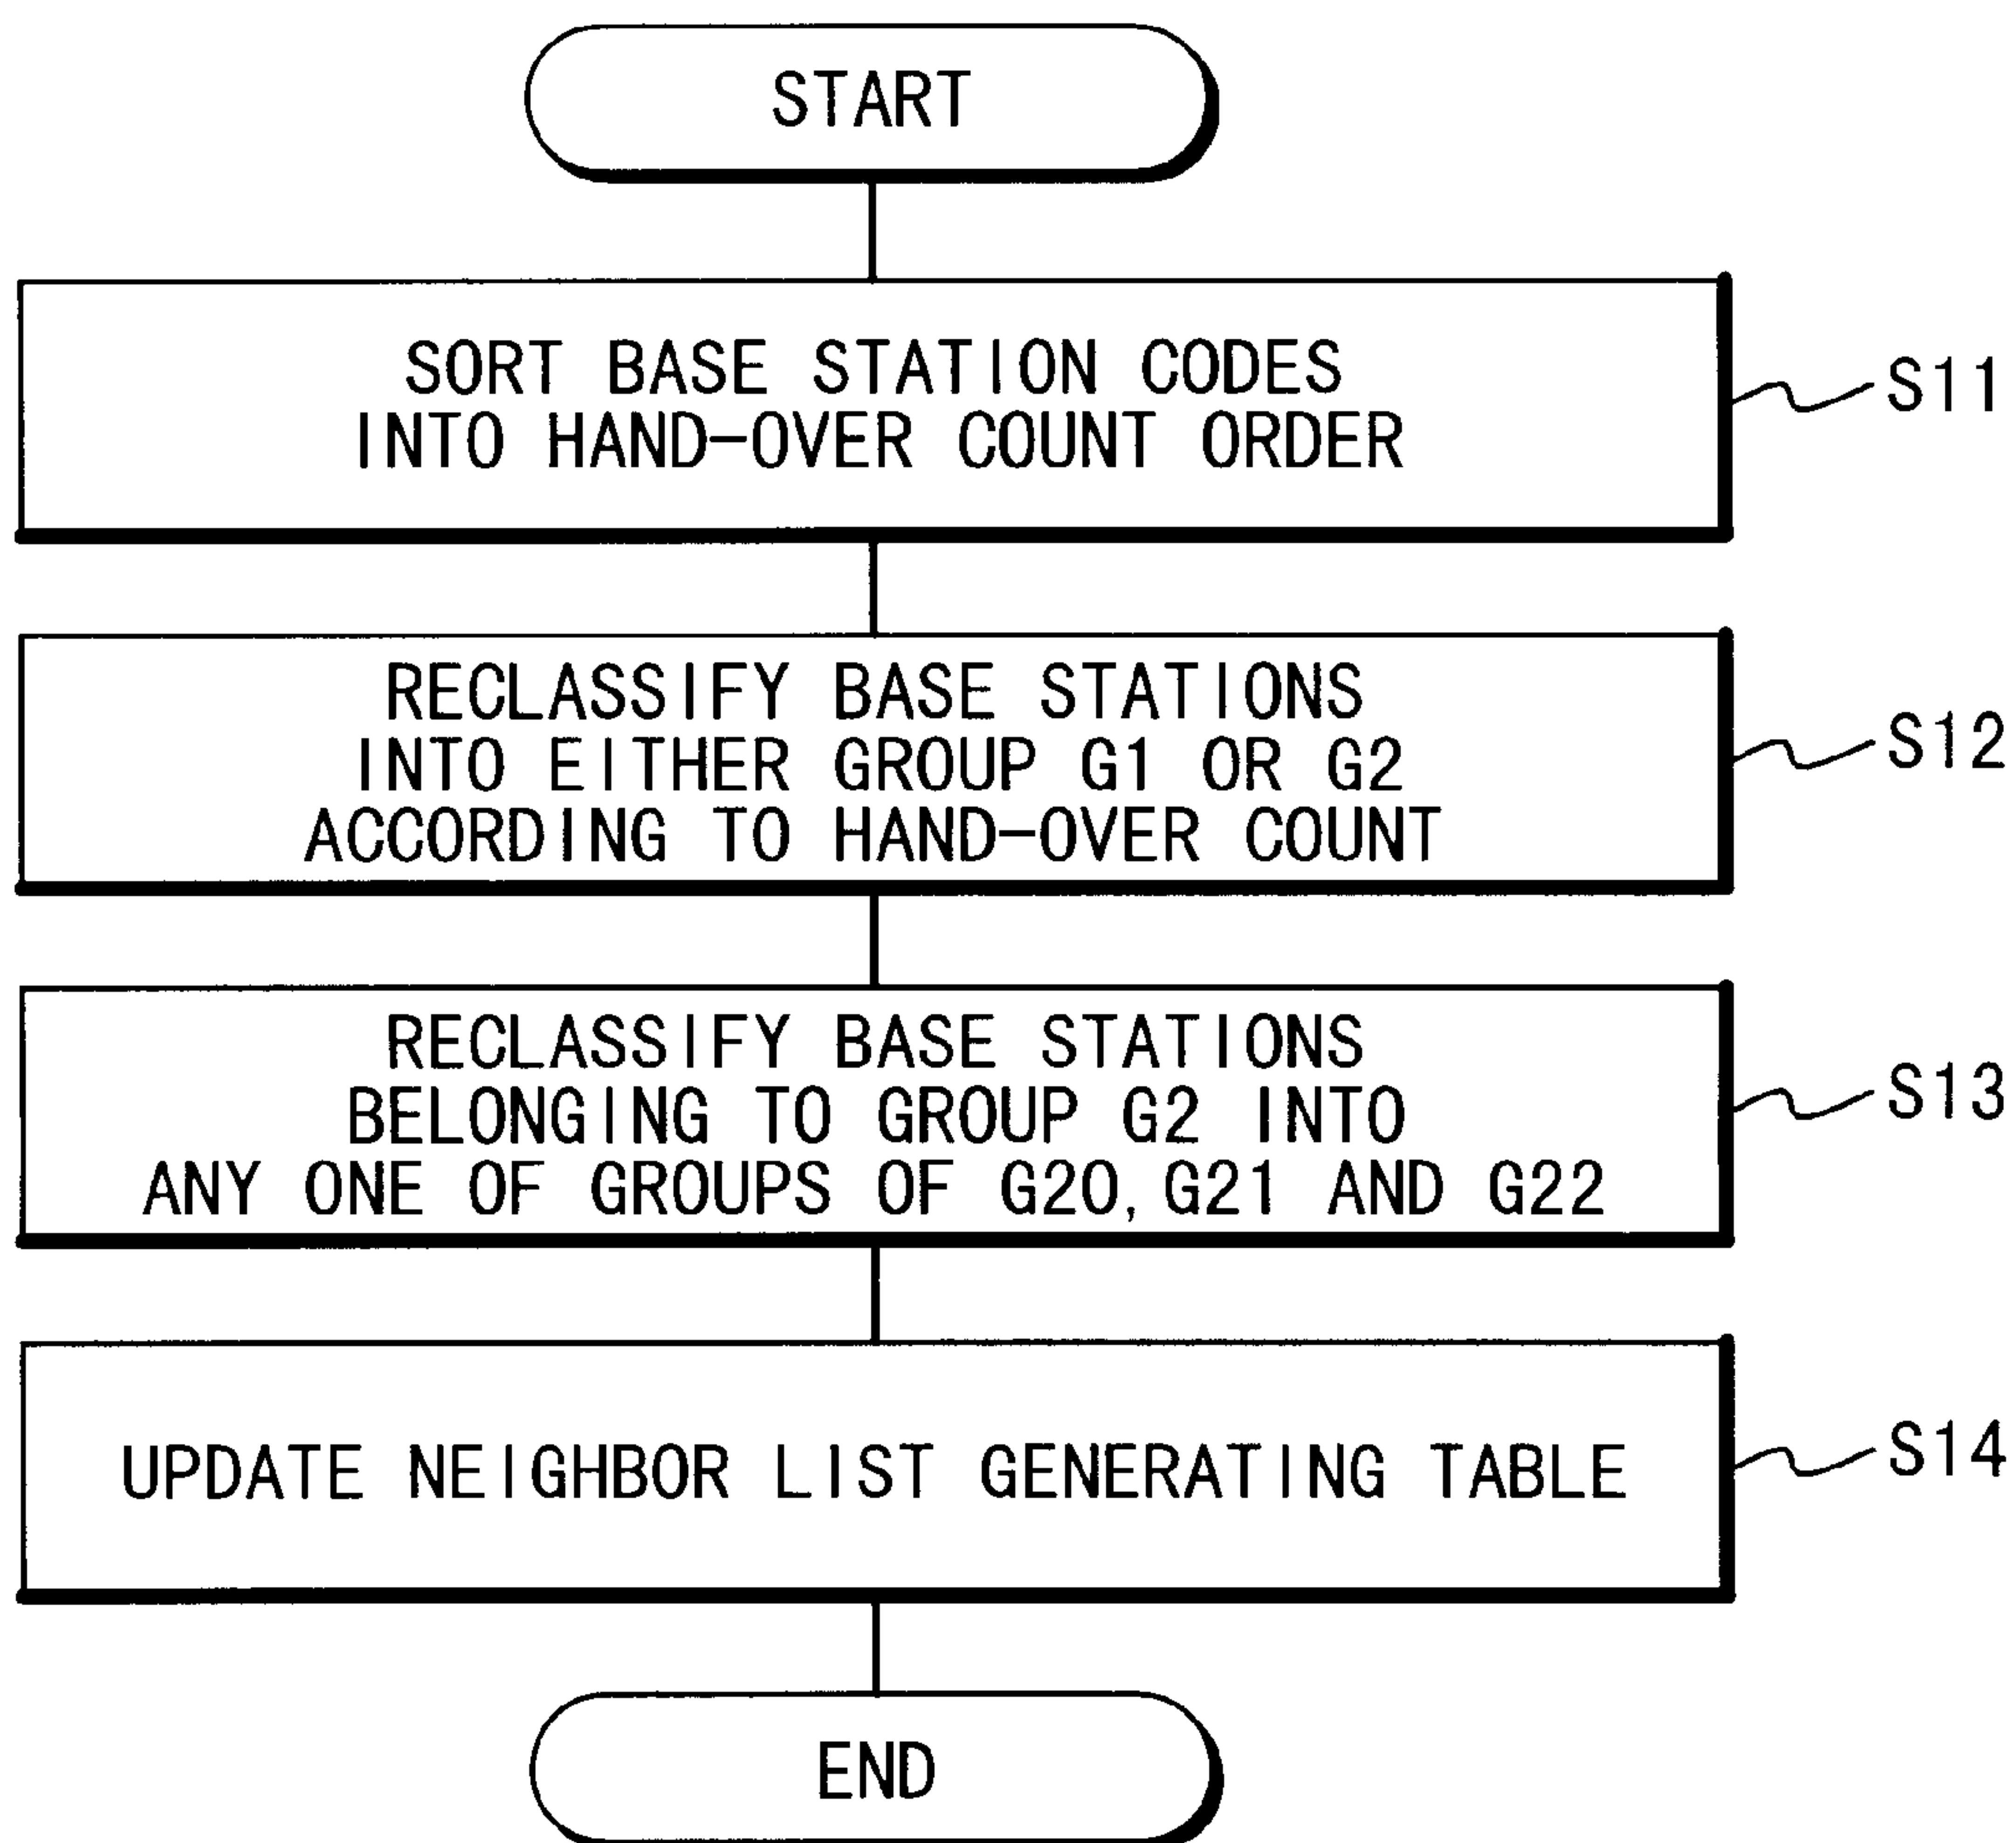 START
SORT BASE STATION CODES
INTO HAND-OVER COUNT ORDER
S11
RECLASSIFY BASE STATIONS
INTO EITHER GROUP G1 OR G2
ACCORDING TO HAND-OVER COUNT
S12
RECLASSIFY BASE STATIONS
BELONGING TO GROUP G2 INTO
ANY ONE OF GROUPS OF G20, G21 AND G22
S13
UPDATE NEIGHBOR LIST GENERATING TABLE
S14
END